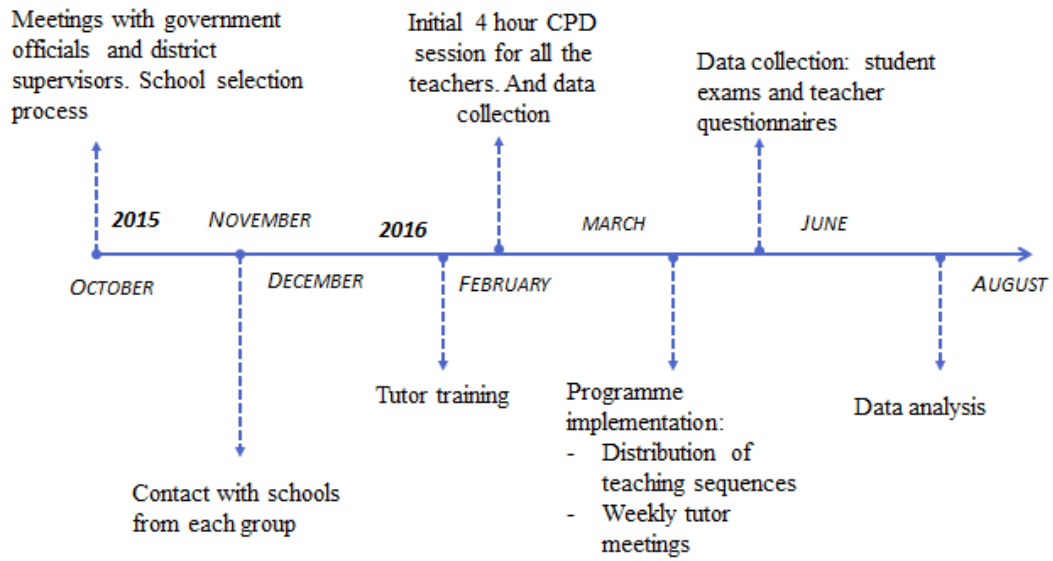 Meetings with government
officials and district
supervisors. School selection
process
Initial 4 hour CPD
session for all the
teachers. And data
collection
Data collection: student
exams and teacher
questionnaires
2015
NOVEMBER
2016
MARCH
JUNE
OCTOBER
DECEMBER
FEBRUARY
AUGUST
Tutor training
Programme
implementation:
- Distribution of
teaching sequences
- Weekly tutor
meetings
Data analysis
Contact with schools
from each group